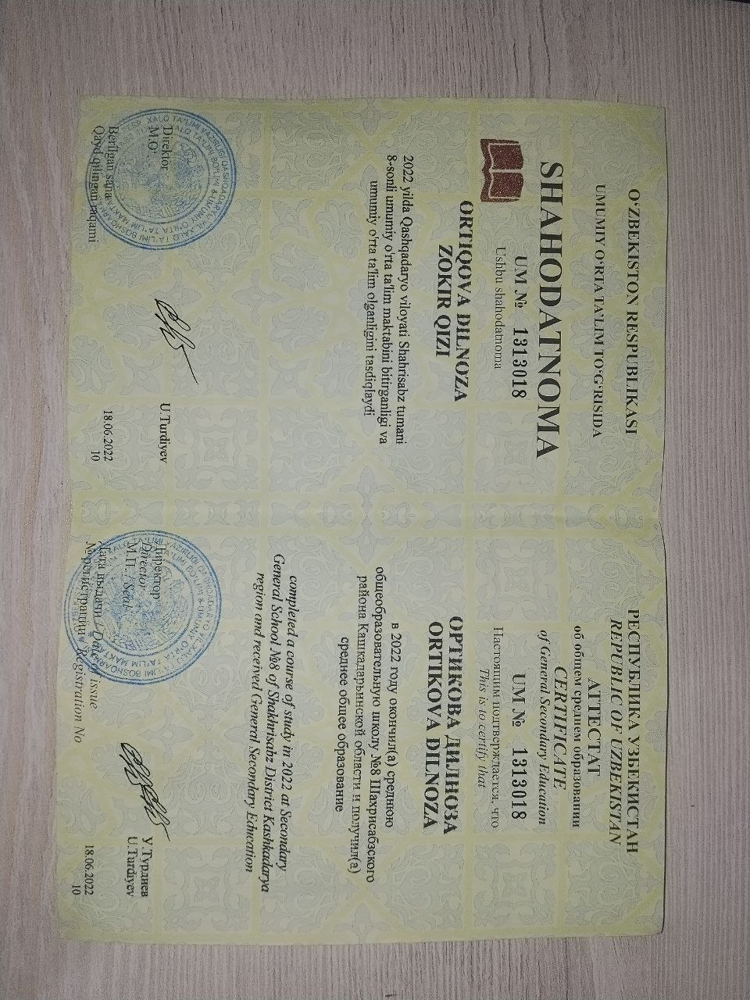 O‘ZBEKISTON RESPUBLIKASI
UMUMIY O‘RTA TA’LIM TO‘G‘RISIDA
SHAHODATNOMA
UM № 1313018
Ushbu shahodatnoma
ORTIQOVA DILNOZA
ZOKIR QIZI
2022 yilda Qashqadaryo viloyati Shahrisabz tumani
8-sonli umumiy o'rta ta'lim maktabini bitirganligi va
umumiy o'rta ta'lim olganligini tasdiqlaydi
Direktor
M.O‘.
U.Turdiyev
Berilgan sana
18.06.2022
Qayd qilingan raqami
10
РЕСПУБЛИКА УЗБЕКИСТАН
REPUBLIC OF UZBEKISTAN
АТТЕСТАТ
об общем среднем образовании
CERTIFICATE
of General Secondary Education
UM № 1313018
Настоящим подтверждается, что
This is to certify that
ОРТИКОВА ДИЛНОЗА
ORTIKOVA DILNOZA
в 2022 году окончил(а) среднюю
общеобразовательную школу №8 Шахрисабзского
района Кашкадарьинской области и получил(а)
среднее общее образование
completed a course of study in 2022 at Secondary
General School №8 of Shakhrisabz District Kashkadarya
region and received General Secondary Education
Директор
Director
М.П. / Seal
У.Турдиев
U.Turdiyev
Дата выдачи / Date of issue
18.06.2022
№ регистрации / Registration No
10